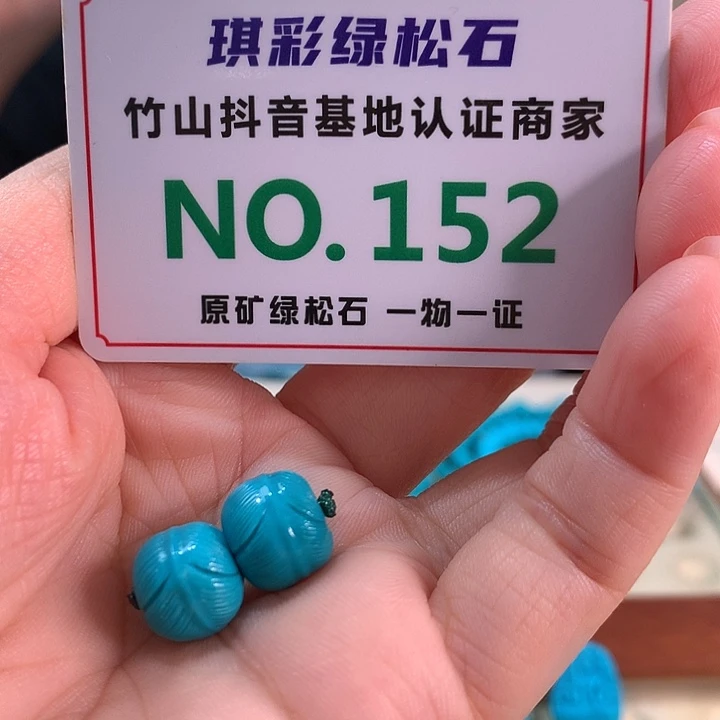 琪彩绿松石
竹山抖音基地认证商家
NO.152
原矿绿松石 一物一证